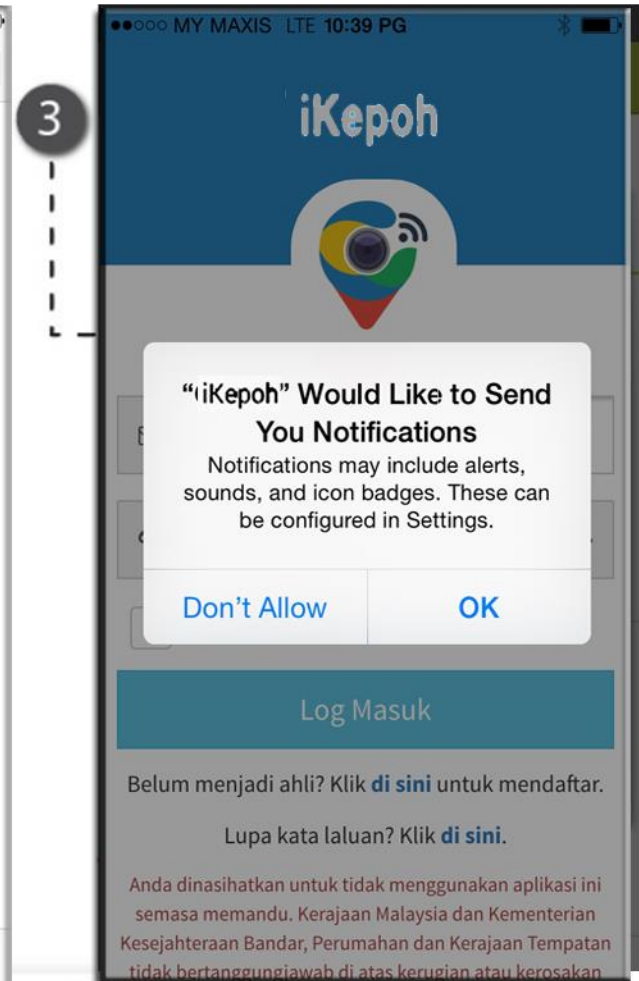 3
MY MAXIS LTE 10:39 PG
iKepoh
“iKepoh” Would Like to Send
You Notifications
Notifications may include alerts,
sounds, and icon badges. These can
be configured in Settings.
Don't Allow
OK
Log Masuk
Belum menjadi ahli? Klik di sini untuk mendaftar.
Lupa kata laluan? Klik di sini.
Anda dinasihatkan untuk tidak menggunakan aplikasi ini
semasa memandu. Kerajaan Malaysia dan Kementerian
Kesejahteraan Bandar, Perumahan dan Kerajaan Tempatan
tidak bertanggungjawab di atas kerugian atau kerosakan